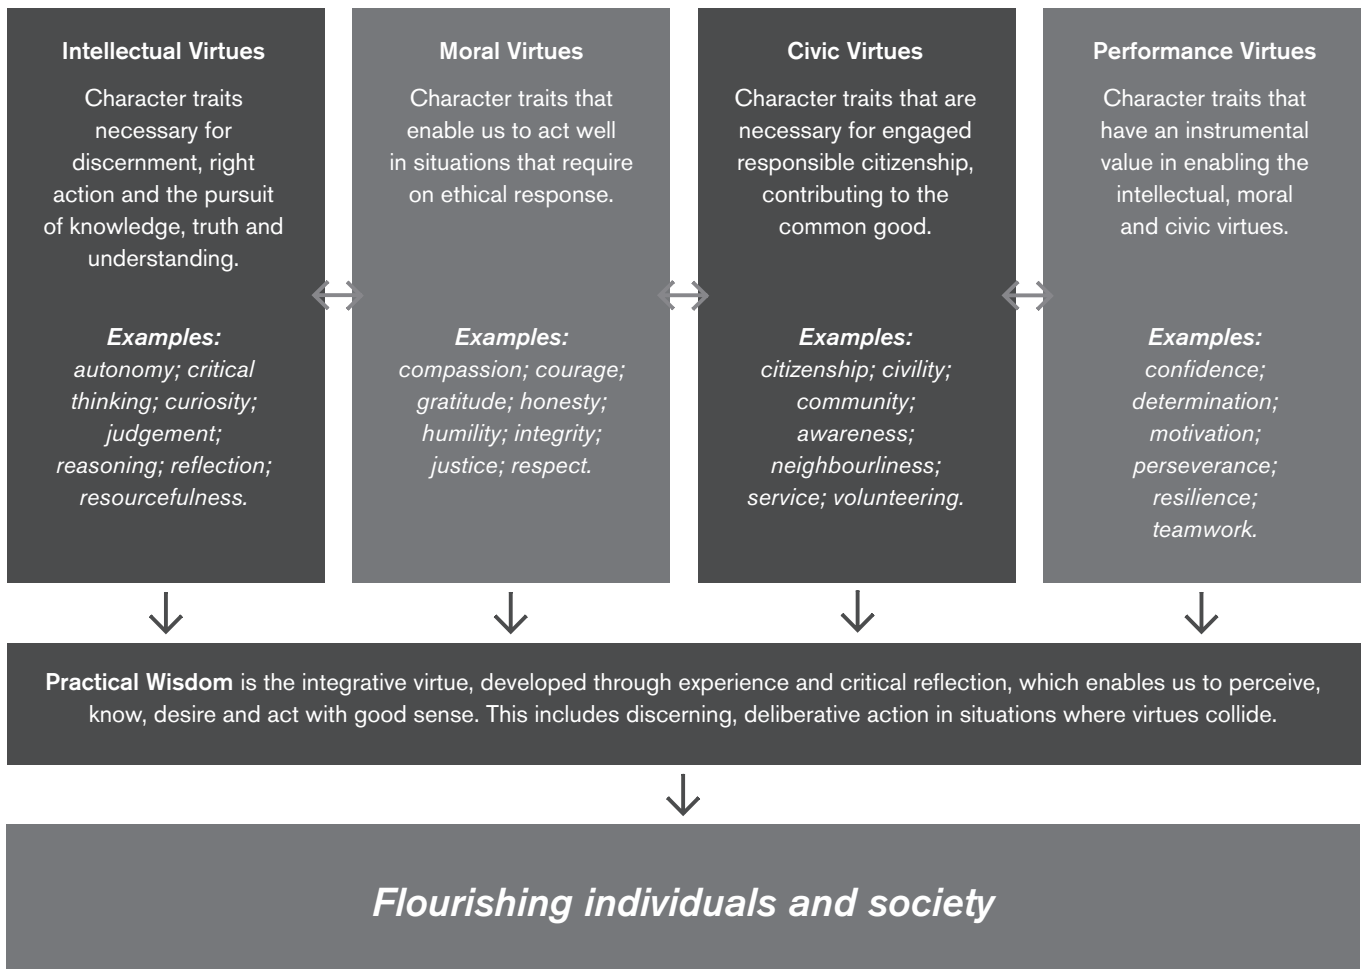 Intellectual Virtues
Character traits
necessary for
discernment, right
action and the pursuit
of knowledge, truth and
understanding.
Examples:
autonomy; critical
thinking; curiosity;
judgement;
reasoning; reflection;
resourcefulness.
Moral Virtues
Character traits that
enable us to act well
in situations that require
on ethical response.
Examples:
compassion; courage;
gratitude; honesty;
humility; integrity;
justice; respect.
Civic Virtues
Character traits that are
necessary for engaged
responsible citizenship,
contributing to the
common good.
Examples:
citizenship; civility;
community;
awareness;
neighbourliness;
service; volunteering.
Performance Virtues
Character traits that
have an instrumental
value in enabling the
intellectual, moral
and civic virtues.
Examples:
confidence;
determination;
motivation;
perseverance;
resilience;
teamwork.
Practical Wisdom is the integrative virtue, developed through experience and critical reflection, which enables us to perceive,
know, desire and act with good sense. This includes discerning, deliberative action in situations where virtues collide.
Flourishing individuals and society